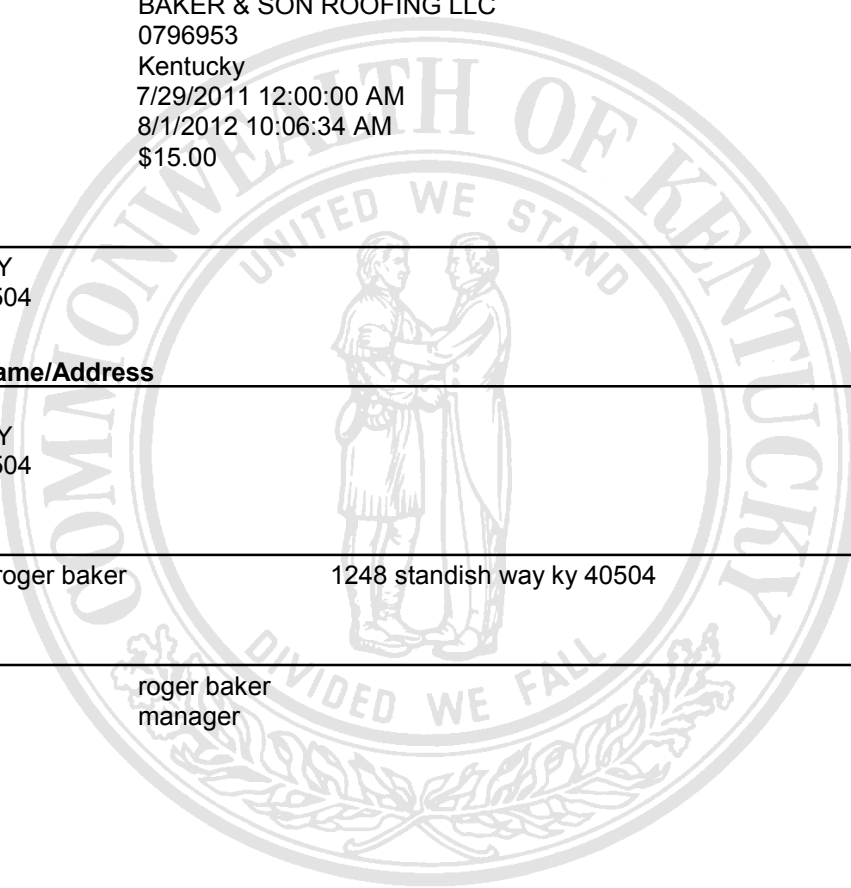 BAKER & SON ROOFING LLC
0796953
Kentucky
7/29/2011 12:00:00 AM
8/1/2012 10:06:34 AM
$15.00
COMMONWEALTH OF KENTUCKY
UNITED WE STAND
Y
504
ame/Address
Y
504
roger baker 1248 standish way ky 40504
DIVIDED WE FALL
roger baker
manager